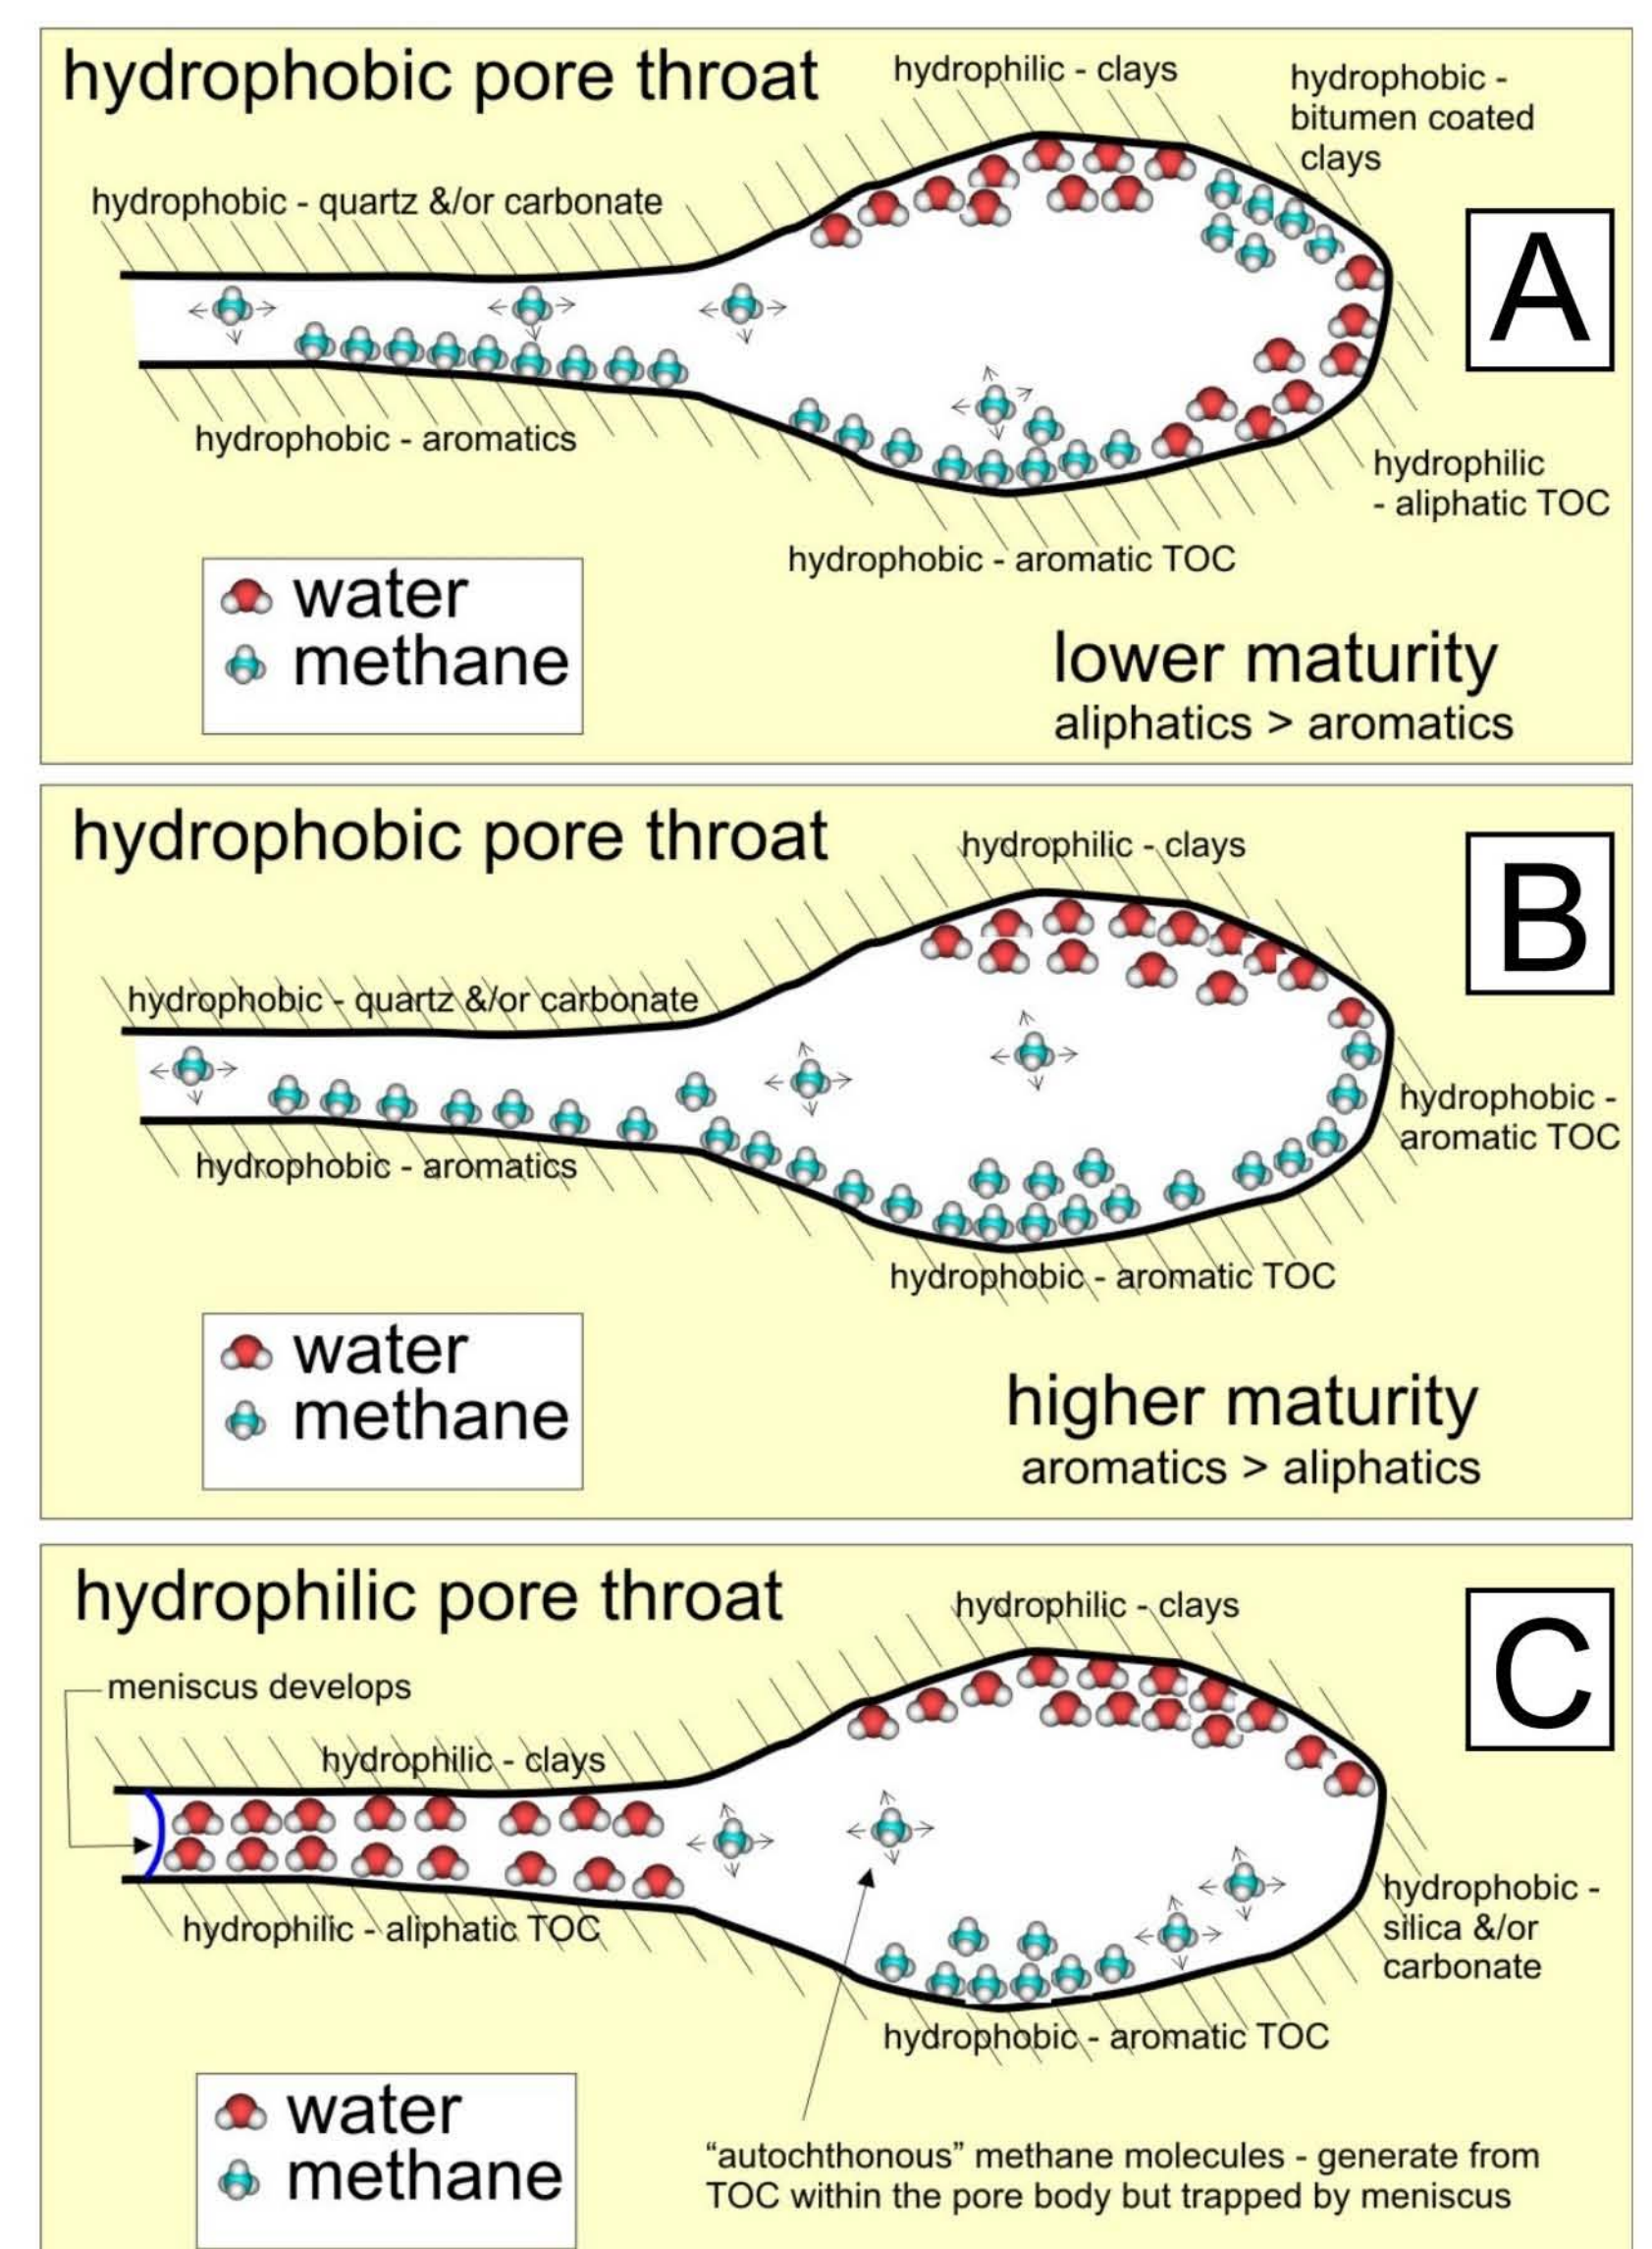 hydrophobic pore throat
hydrophilic - clays
hydrophobic -
bitumen coated
clays
A
hydrophobic - quartz &/or carbonate
hydrophobic - aromatics
hydrophilic
- aliphatic TOC
hydrophobic - aromatic TOC
water
methane
lower maturity
aliphatics > aromatics
hydrophobic pore throat
hydrophilic - clays
B
hydrophobic - quartz &/or carbonate
hydrophobic -
aromatic TOC
hydrophobic - aromatics
hydrophobic - aromatic TOC
water
methane
higher maturity
aromatics > aliphatics
hydrophilic pore throat
hydrophilic - clays
C
meniscus develops
hydrophilic - clays
hydrophobic -
silica &/or
carbonate
hydrophilic - aliphatic TOC
hydrophobic - aromatic TOC
water
methane
“autochthonous” methane molecules - generate from
TOC within the pore body but trapped by meniscus